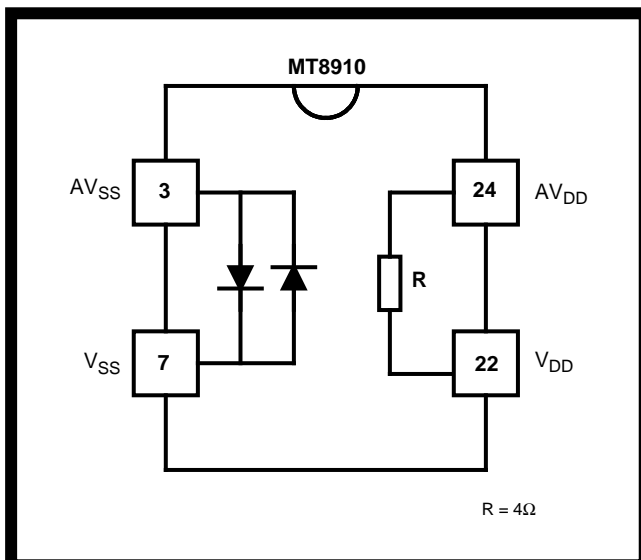 MT8910
AVSS 3 24 AVDD
R
VSS 7 22 VDD
R = 4Ω